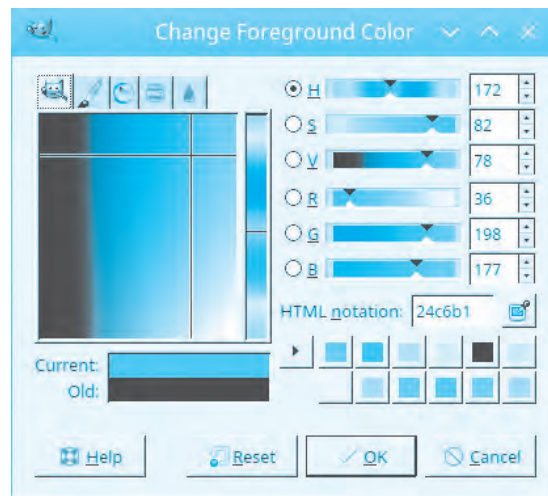 Change Foreground Color
H 172
S 82
V 78
R 36
G 198
B 177
HTML notation: 24c6b1
Current:
Old:
Help Reset OK Cancel